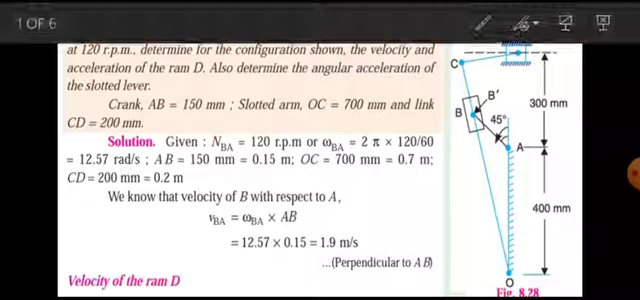 1 OF 6
at 120 r.p.m., determine for the configuration shown, the velocity and
acceleration of the ram D. Also determine the angular acceleration of
the slotted lever.
Crank, AB = 150 mm ; Slotted arm, OC = 700 mm and link
CD = 200 mm.
Solution. Given : NBA = 120 r.p.m or ωBA = 2 π × 120/60
= 12.57 rad/s ; AB = 150 mm = 0.15 m; OC = 700 mm = 0.7 m;
CD = 200 mm = 0.2 m
We know that velocity of B with respect to A,
vBA = ωBA × AB
= 12.57 × 0.15 = 1.9 m/s
...(Perpendicular to AB)
Velocity of the ram D
C
B′
B
45°
A
300 mm
400 mm
O
Fig. 8.28